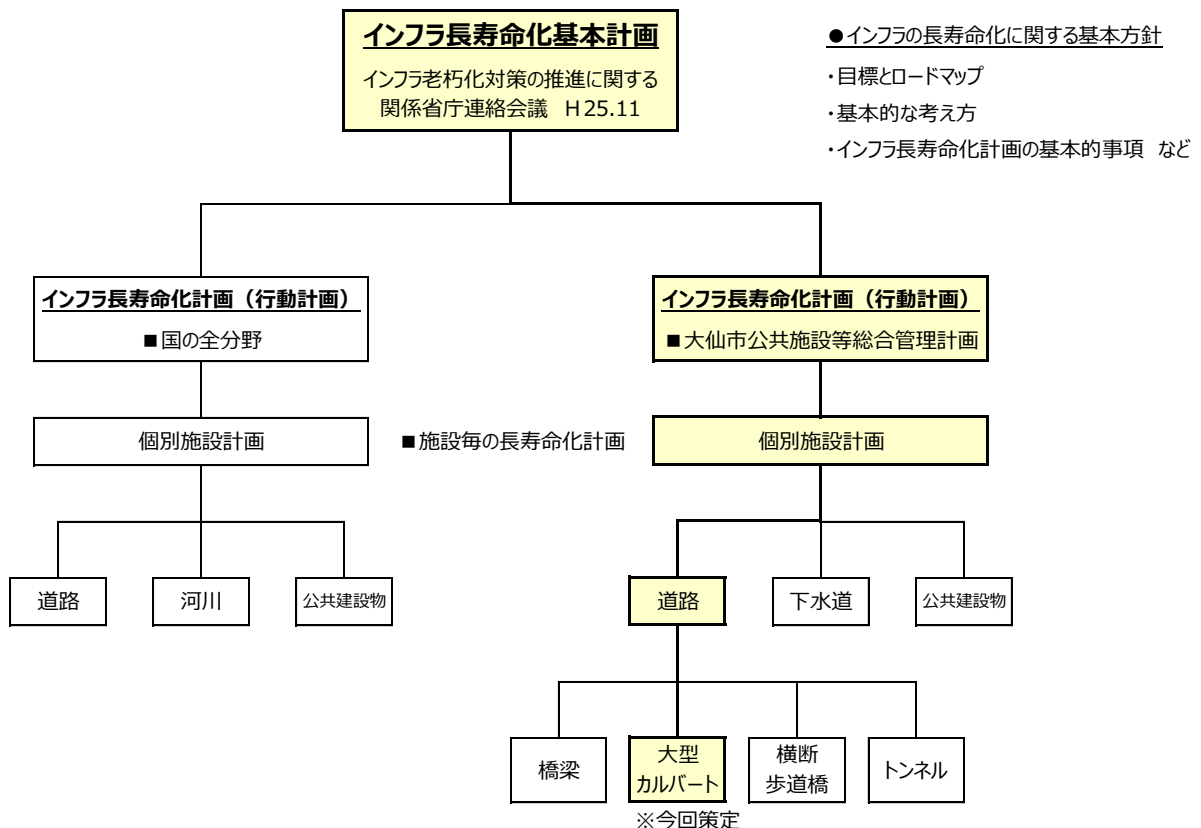 インフラ長寿命化基本計画
インフラ老朽化対策の推進に関する
関係省庁連絡会議 H25.11
●インフラの長寿命化に関する基本方針
・目標とロードマップ
・基本的な考え方
・インフラ長寿命化計画の基本的事項 など
インフラ長寿命化計画（行動計画）
■国の全分野
インフラ長寿命化計画（行動計画）
■大仙市公共施設等総合管理計画
個別施設計画
■施設毎の長寿命化計画
個別施設計画
道路
河川
公共建設物
道路
下水道
公共建設物
橋梁
大型
カルバート
横断
歩道橋
トンネル
※今回策定